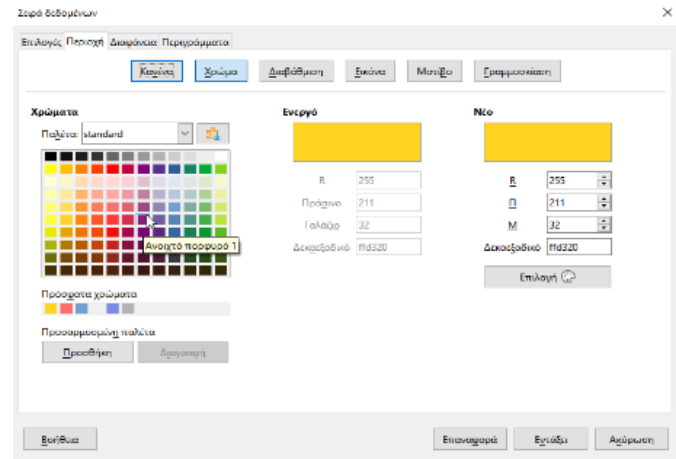 Σειρά δεδομένων
Επιλογές Περιοχή Διαφάνεια Περιγράμματα
Κανένα Χρώμα Διαβάθμιση Εικόνα Μοτίβο Γραμμοσκίαση
Χρώματα Ενεργό Νέο
Παλέτα: standard
R 255 R 255
Πράσινο 211 Π 211
Γαλάζιο 32 Μ 32
Δεκαεξαδικό ffd320 Δεκαεξαδικό ffd320
Ανοιχτό πορφυρό 1
Επιλογή
Πρόσφατα χρώματα
Προσαρμοσμένη παλέτα
Προσθήκη Διαγραφή
Βοήθεια Επαναφορά Εντάξει Ακύρωση